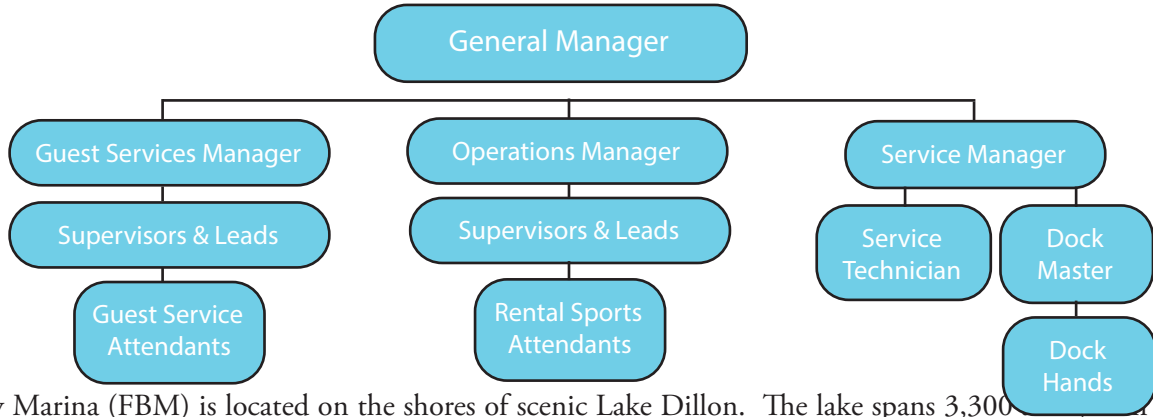 General Manager
Guest Services Manager
Operations Manager
Service Manager
Supervisors & Leads
Supervisors & Leads
Service
Technician
Dock
Master
Guest Service
Attendants
Rental Sports
Attendants
Dock
Hands
Marina (FBM) is located on the shores of scenic Lake Dillon. The lake spans 3,300